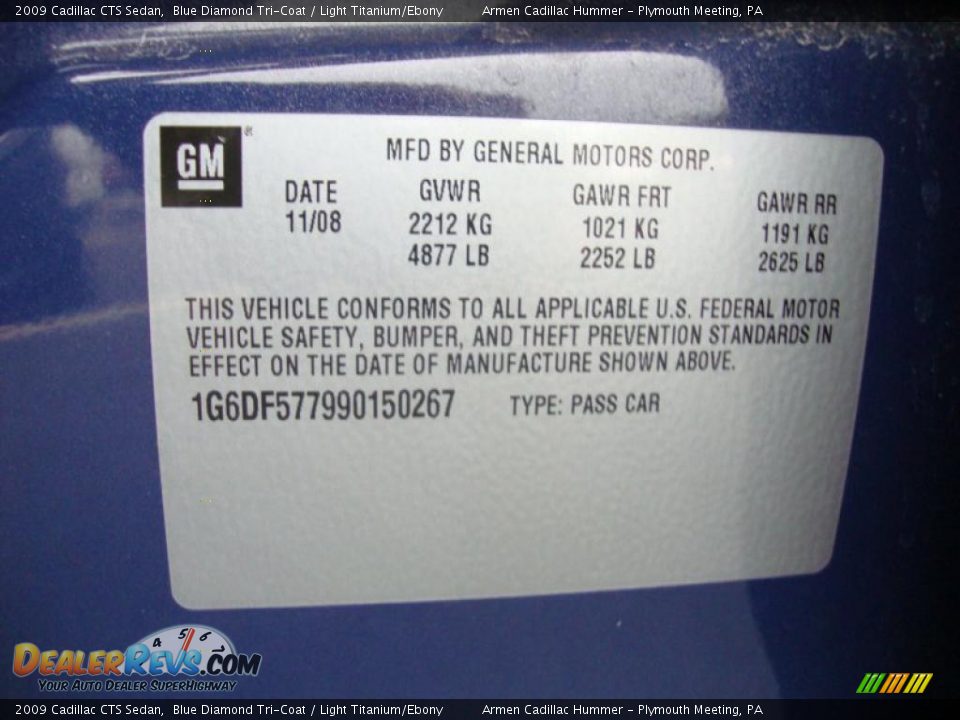 2009 Cadillac CTS Sedan, Blue Diamond Tri-Coat / Light Titanium/Ebony Armen Cadillac Hummer - Plymouth Meeting, PA
GM
MFD BY GENERAL MOTORS CORP.
DATE GVWR GAWR FRT GAWR RR
11/08 2212 KG 1021 KG 1191 KG
4877 LB 2252 LB 2625 LB
THIS VEHICLE CONFORMS TO ALL APPLICABLE U.S. FEDERAL MOTOR
VEHICLE SAFETY, BUMPER, AND THEFT PREVENTION STANDARDS IN
EFFECT ON THE DATE OF MANUFACTURE SHOWN ABOVE.
1G6DF577990150267 TYPE: PASS CAR
4 5 6 7
DEALERREVS.COM
YOUR AUTO DEALER SUPERHIGHWAY
2009 Cadillac CTS Sedan, Blue Diamond Tri-Coat / Light Titanium/Ebony Armen Cadillac Hummer - Plymouth Meeting, PA